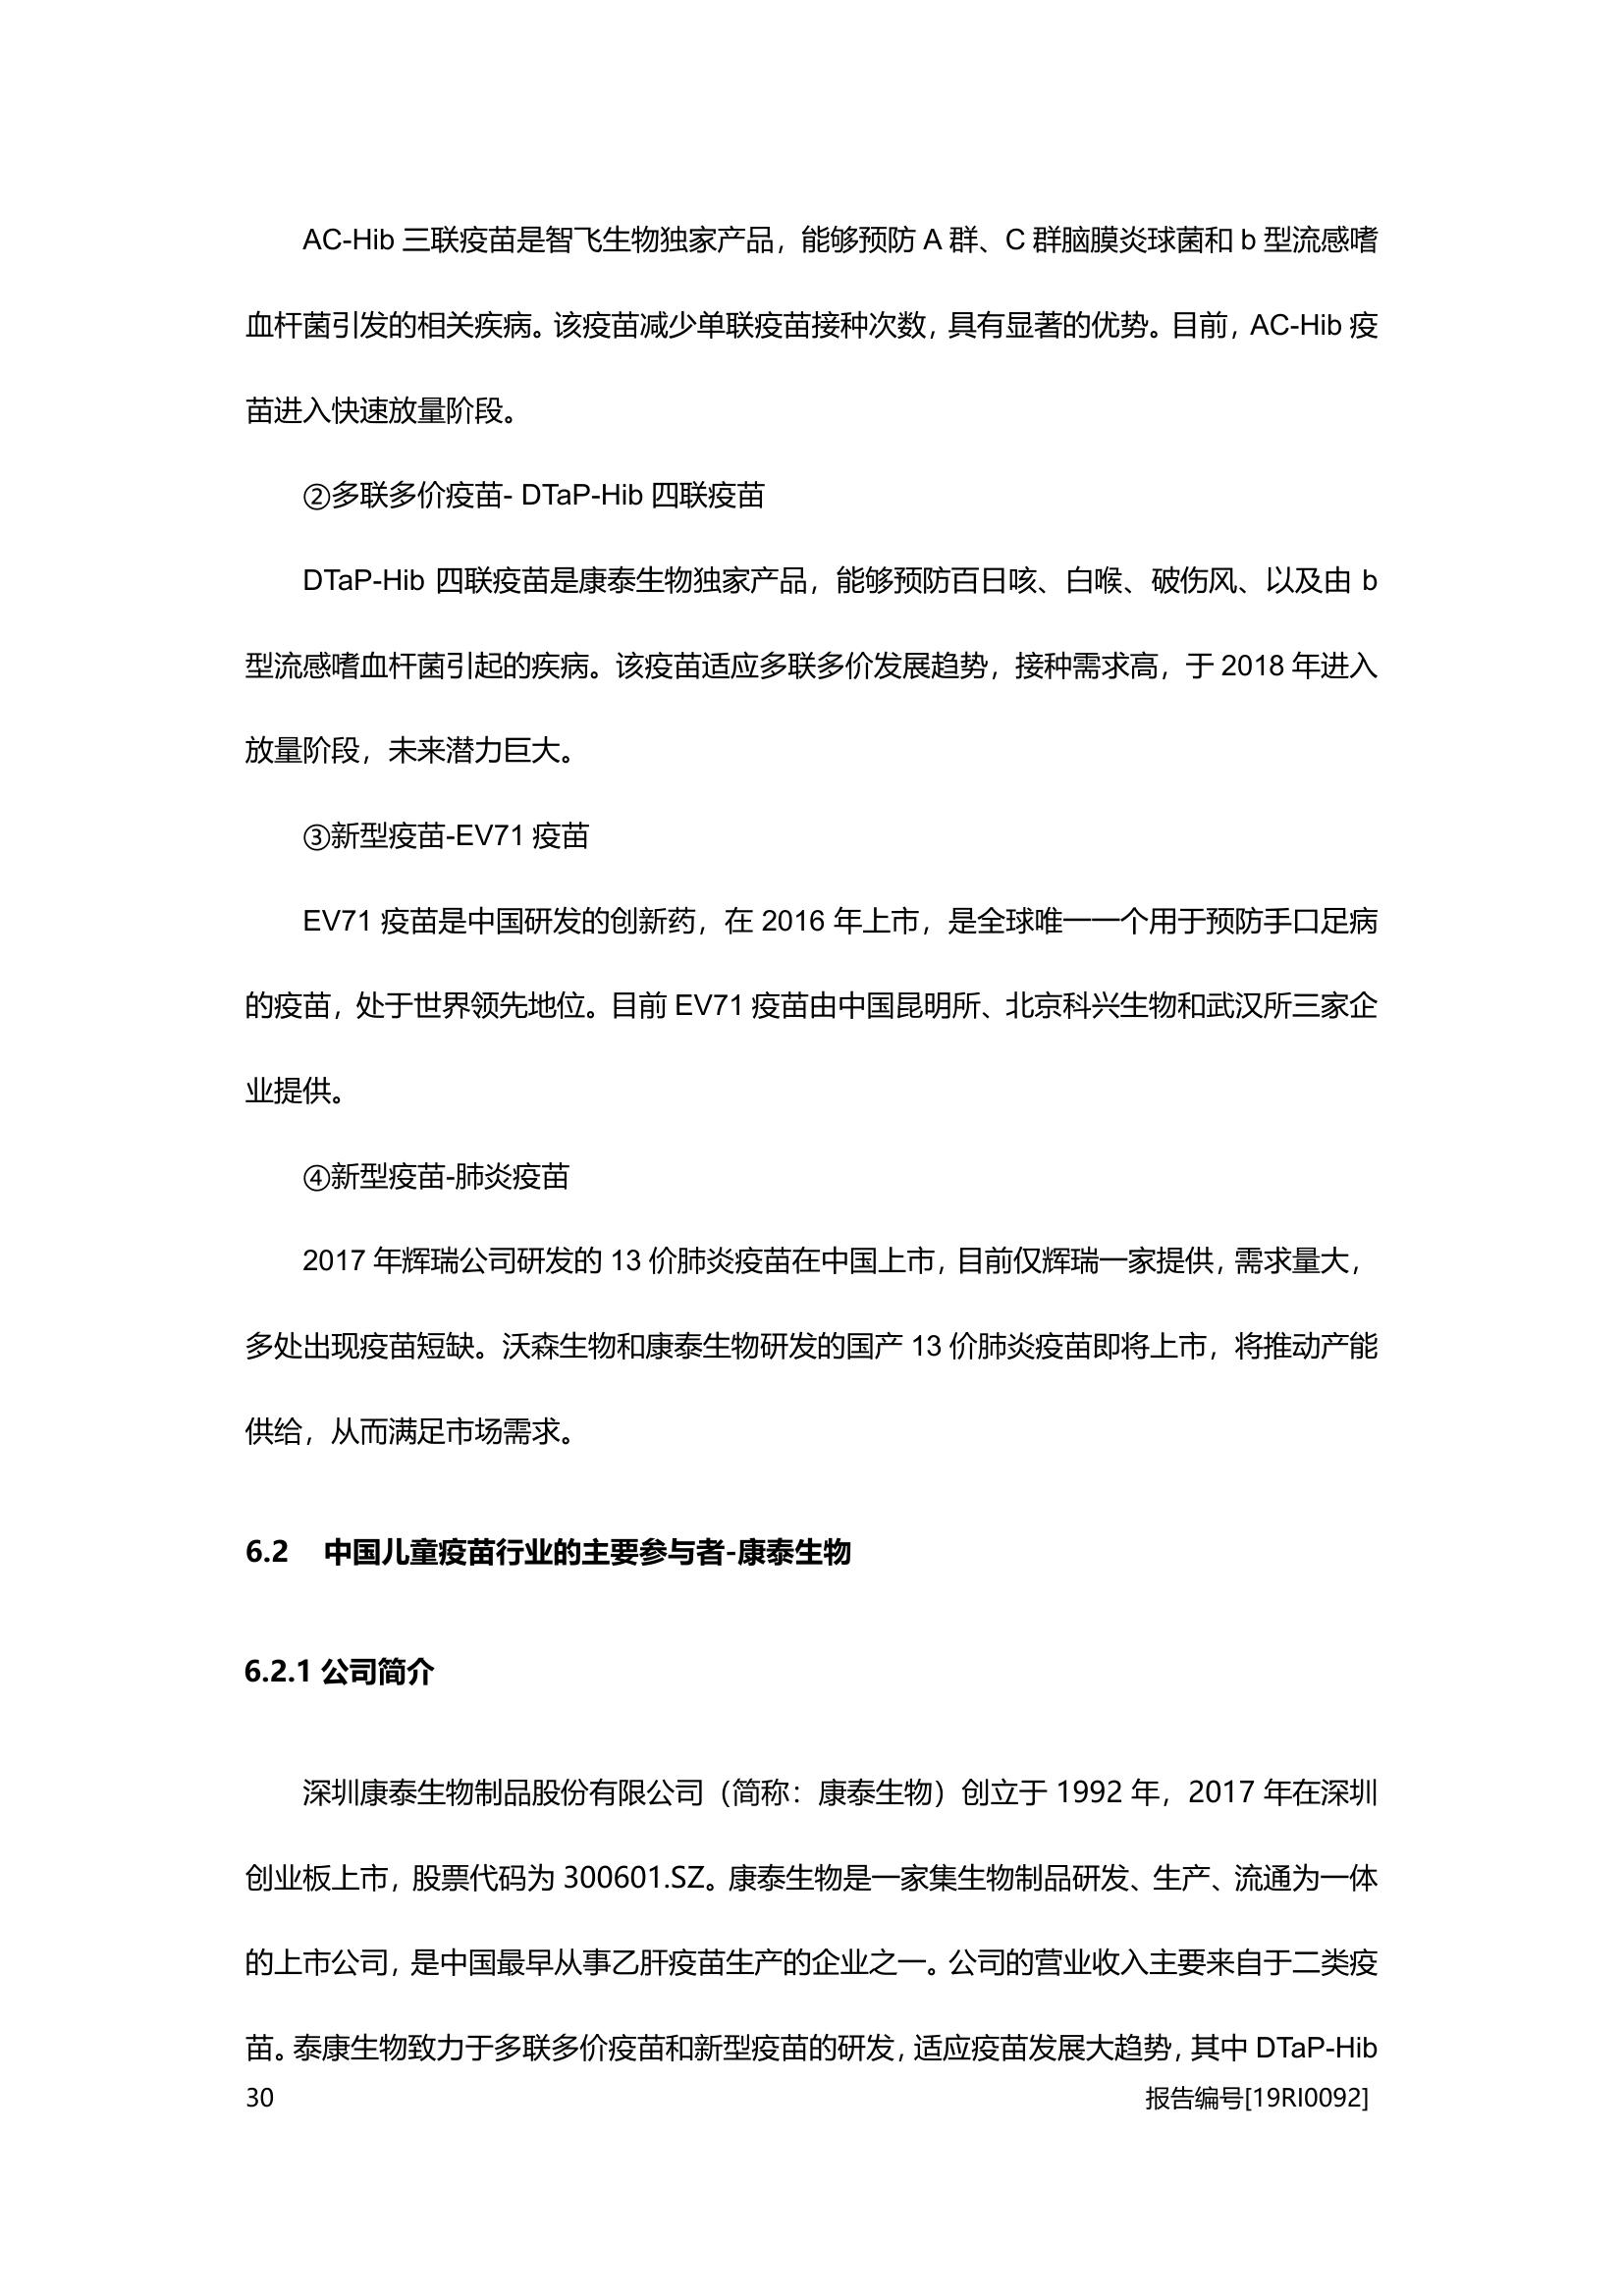 AC-Hib 三联疫苗是智飞生物独家产品，能够预防 A 群、C 群脑膜炎球菌和 b 型流感嗜
血杆菌引发的相关疾病。该疫苗减少单联疫苗接种次数，具有显著的优势。目前，AC-Hib 疫
苗进入快速放量阶段。
②多联多价疫苗- DTaP-Hib 四联疫苗
DTaP-Hib 四联疫苗是康泰生物独家产品，能够预防百日咳、白喉、破伤风、以及由 b
型流感嗜血杆菌引起的疾病。该疫苗适应多联多价发展趋势，接种需求高，于 2018 年进入
放量阶段，未来潜力巨大。
③新型疫苗-EV71 疫苗
EV71 疫苗是中国研发的创新药，在 2016 年上市，是全球唯一一个用于预防手口足病
的疫苗，处于世界领先地位。目前 EV71 疫苗由中国昆明所、北京科兴生物和武汉所三家企
业提供。
④新型疫苗-肺炎疫苗
2017 年辉瑞公司研发的 13 价肺炎疫苗在中国上市，目前仅辉瑞一家提供，需求量大，
多处出现疫苗短缺。沃森生物和康泰生物研发的国产 13 价肺炎疫苗即将上市，将推动产能
供给，从而满足市场需求。
6.2 中国儿童疫苗行业的主要参与者-康泰生物
6.2.1 公司简介
深圳康泰生物制品股份有限公司（简称：康泰生物）创立于 1992 年，2017 年在深圳
创业板上市，股票代码为 300601.SZ。康泰生物是一家集生物制品研发、生产、流通为一体
的上市公司，是中国最早从事乙肝疫苗生产的企业之一。公司的营业收入主要来自于二类疫
苗。泰康生物致力于多联多价疫苗和新型疫苗的研发，适应疫苗发展大趋势，其中 DTaP-Hib
30 报告编号[19RI0092]